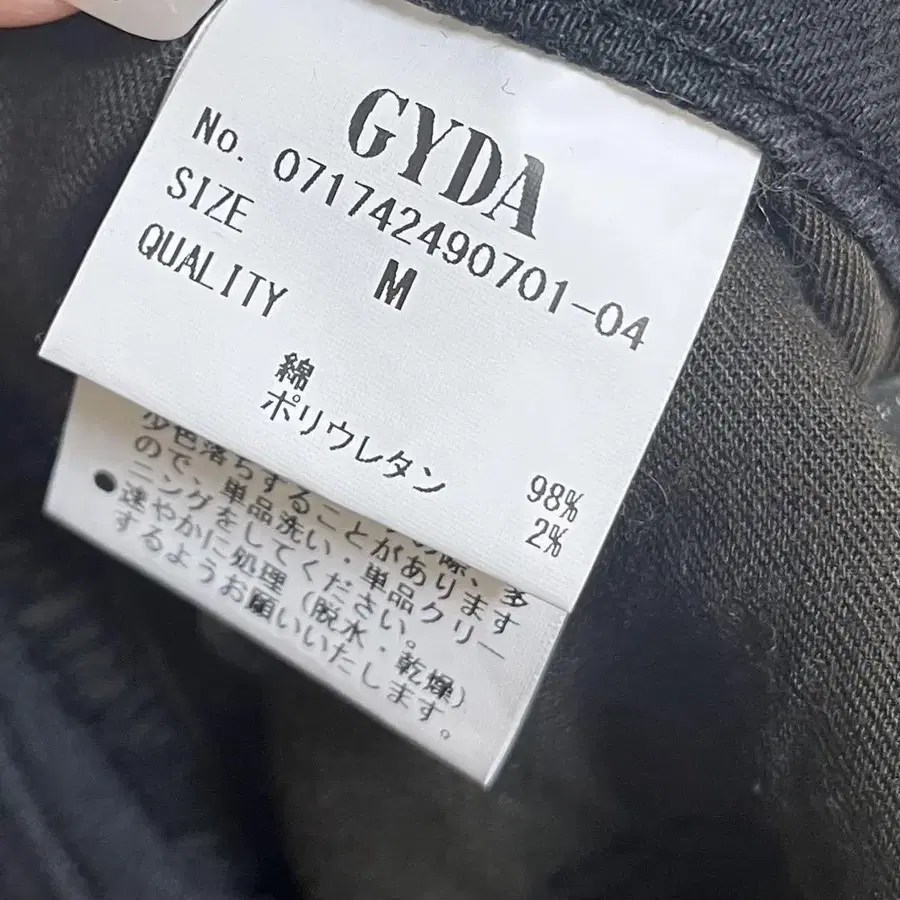 GYDA
No. 071742490701-04
SIZE M
QUALITY
綿 98%
ポリウレタン 2%
の際、多
少色落ちすることがあります
ので、単品洗い・単品クリー
ニングをしてください。
●速やかに処理(脱水・乾燥)
するようお願いいたします。